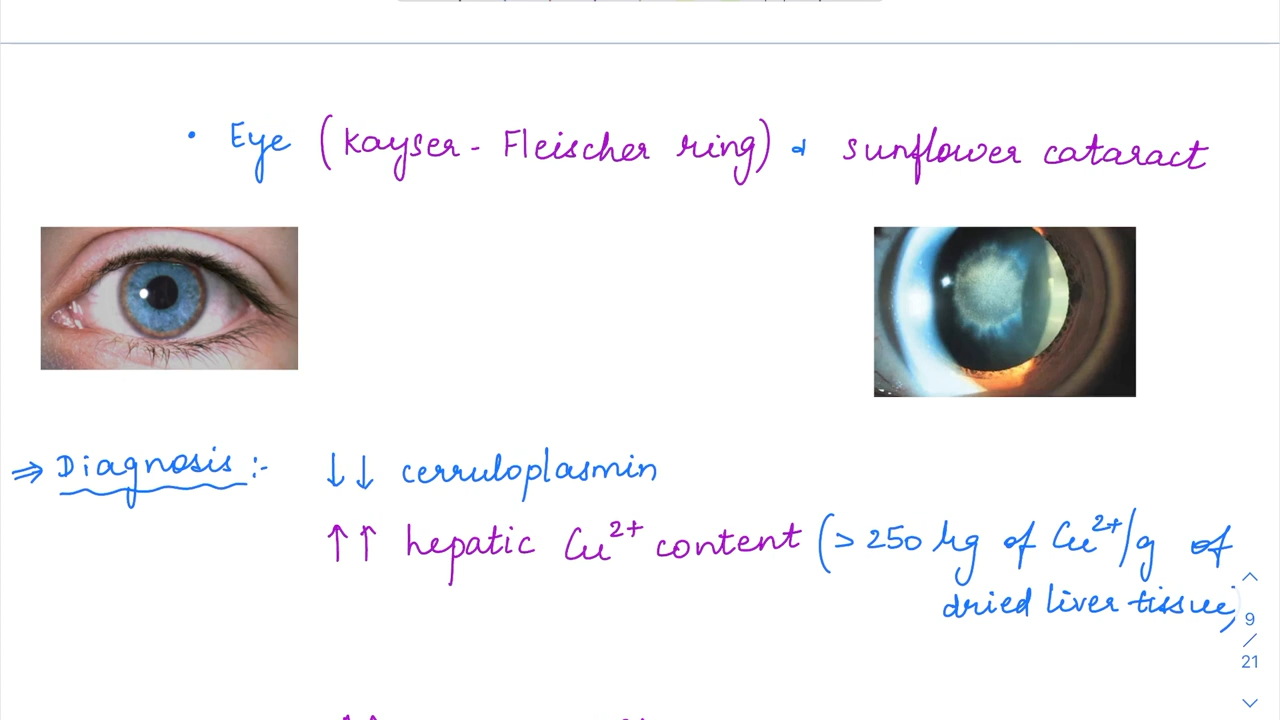 • Eye (Kayser - Fleischer ring) & sunflower cataract
⇒ Diagnosis :- ↓↓ cerruloplasmin
↑↑ hepatic Cu²⁺ content (> 250 μg of Cu²⁺/g of
dried liver tissue)
9
/
21